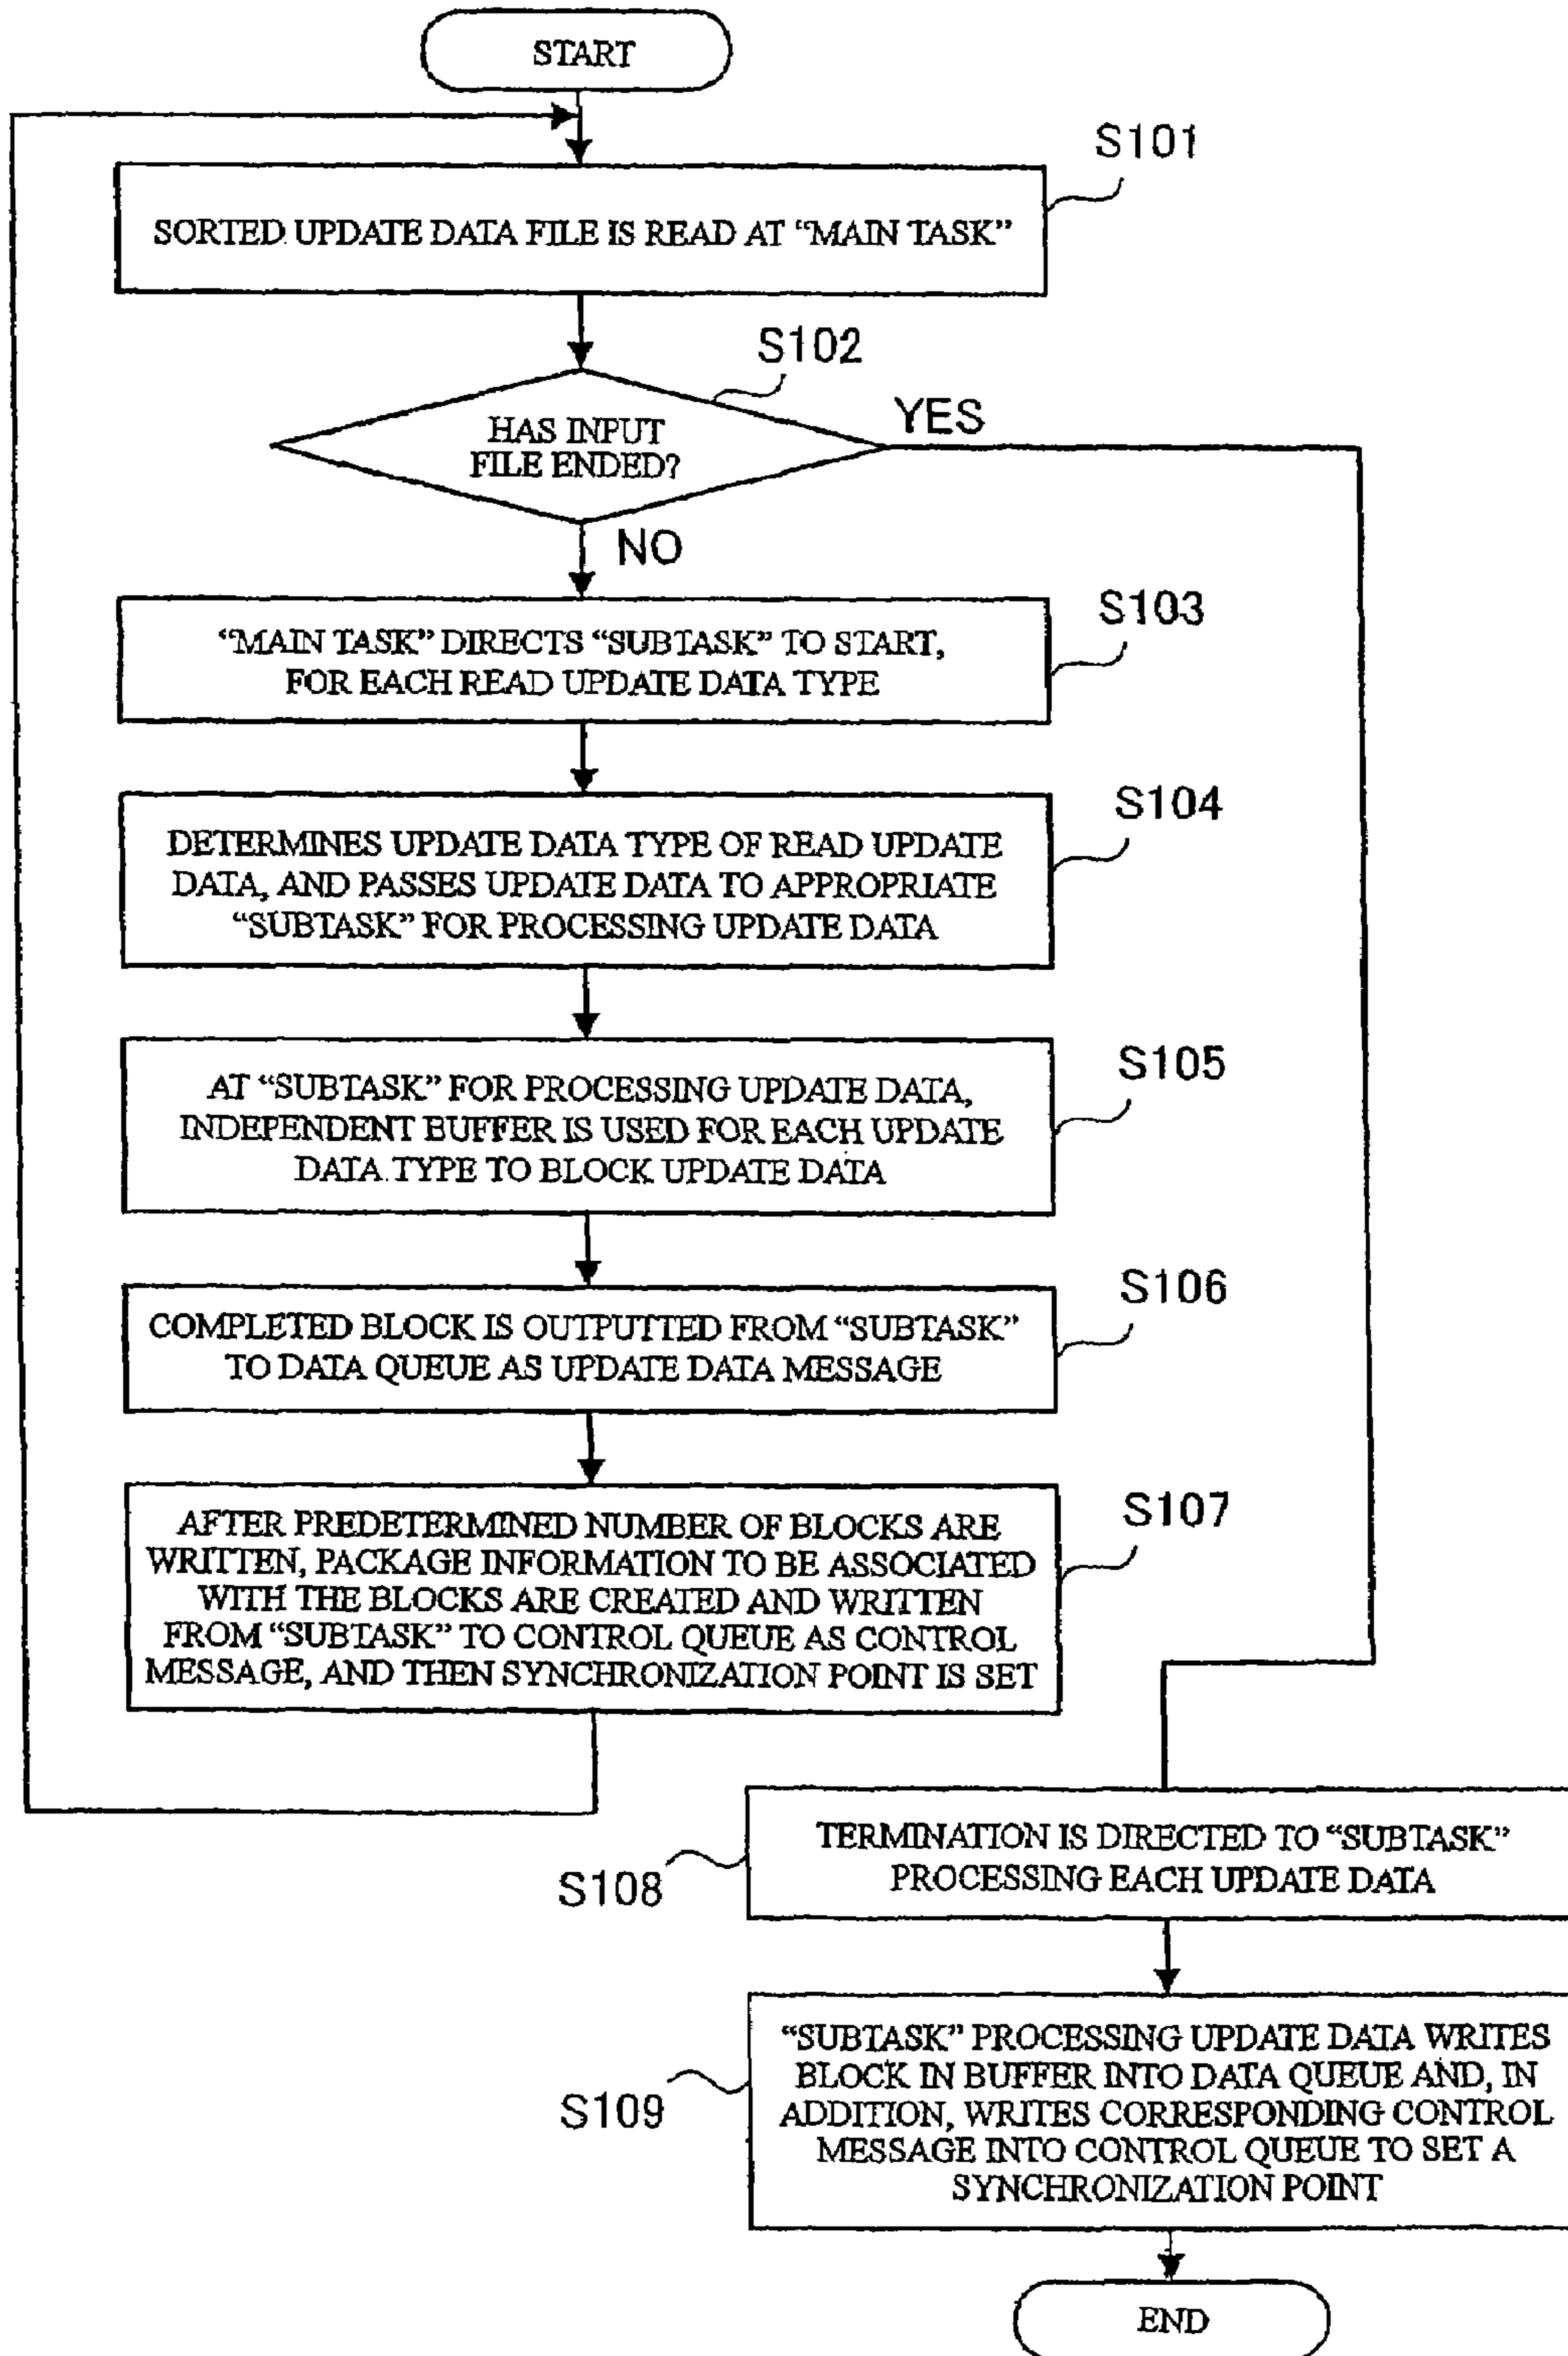 START
S101
SORTED UPDATE DATA FILE IS READ AT “MAIN TASK”
S102
HAS INPUT
FILE ENDED?
YES
NO
S103
“MAIN TASK” DIRECTS “SUBTASK” TO START,
FOR EACH READ UPDATE DATA TYPE
S104
DETERMINES UPDATE DATA TYPE OF READ UPDATE
DATA, AND PASSES UPDATE DATA TO APPROPRIATE
“SUBTASK” FOR PROCESSING UPDATE DATA
S105
AT “SUBTASK” FOR PROCESSING UPDATE DATA,
INDEPENDENT BUFFER IS USED FOR EACH UPDATE
DATA TYPE TO BLOCK UPDATE DATA
S106
COMPLETED BLOCK IS OUTPUTTED FROM “SUBTASK”
TO DATA QUEUE AS UPDATE DATA MESSAGE
S107
AFTER PREDETERMINED NUMBER OF BLOCKS ARE
WRITTEN, PACKAGE INFORMATION TO BE ASSOCIATED
WITH THE BLOCKS ARE CREATED AND WRITTEN
FROM “SUBTASK” TO CONTROL QUEUE AS CONTROL
MESSAGE, AND THEN SYNCHRONIZATION POINT IS SET
S108
TERMINATION IS DIRECTED TO “SUBTASK”
PROCESSING EACH UPDATE DATA
S109
“SUBTASK” PROCESSING UPDATE DATA WRITES
BLOCK IN BUFFER INTO DATA QUEUE AND, IN
ADDITION, WRITES CORRESPONDING CONTROL
MESSAGE INTO CONTROL QUEUE TO SET A
SYNCHRONIZATION POINT
END